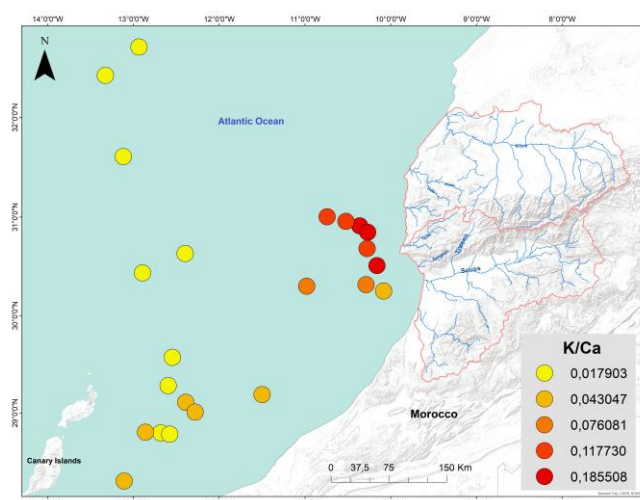 14°0'0"W 13°0'0"W 12°0'0"W 11°0'0"W 10°0'0"W 9°0'0"W 8°0'0"W
N
Atlantic Ocean
32°0'0"N
31°0'0"N
Souss
30°0'0"N
29°0'0"N
K/Ca
0,017903
0,043047
0,076081
0,117730
0,185508
Morocco
Canary Islands
0 37,5 75 150 Km